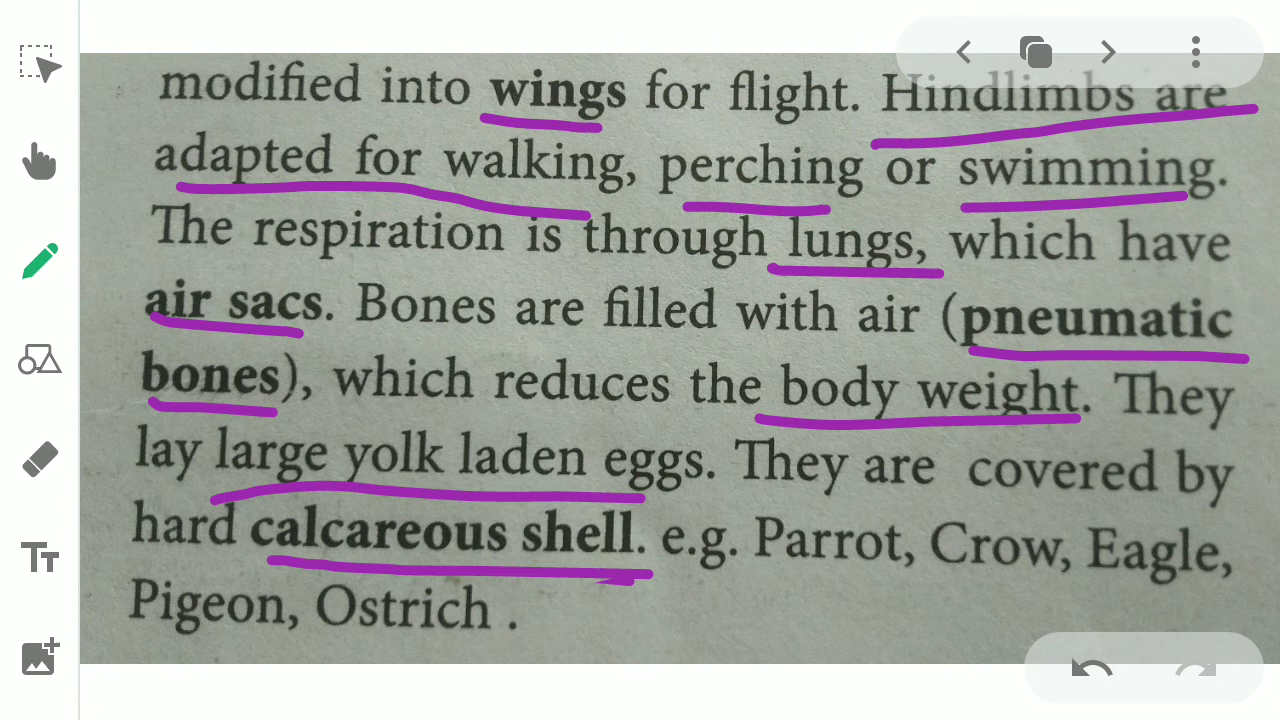 modified into wings for flight. Hindlimbs are
adapted for walking, perching or swimming.
The respiration is through lungs, which have
air sacs. Bones are filled with air (pneumatic
bones), which reduces the body weight. They
lay large yolk laden eggs. They are covered by
hard calcareous shell. e.g. Parrot, Crow, Eagle,
Pigeon, Ostrich .
Tт